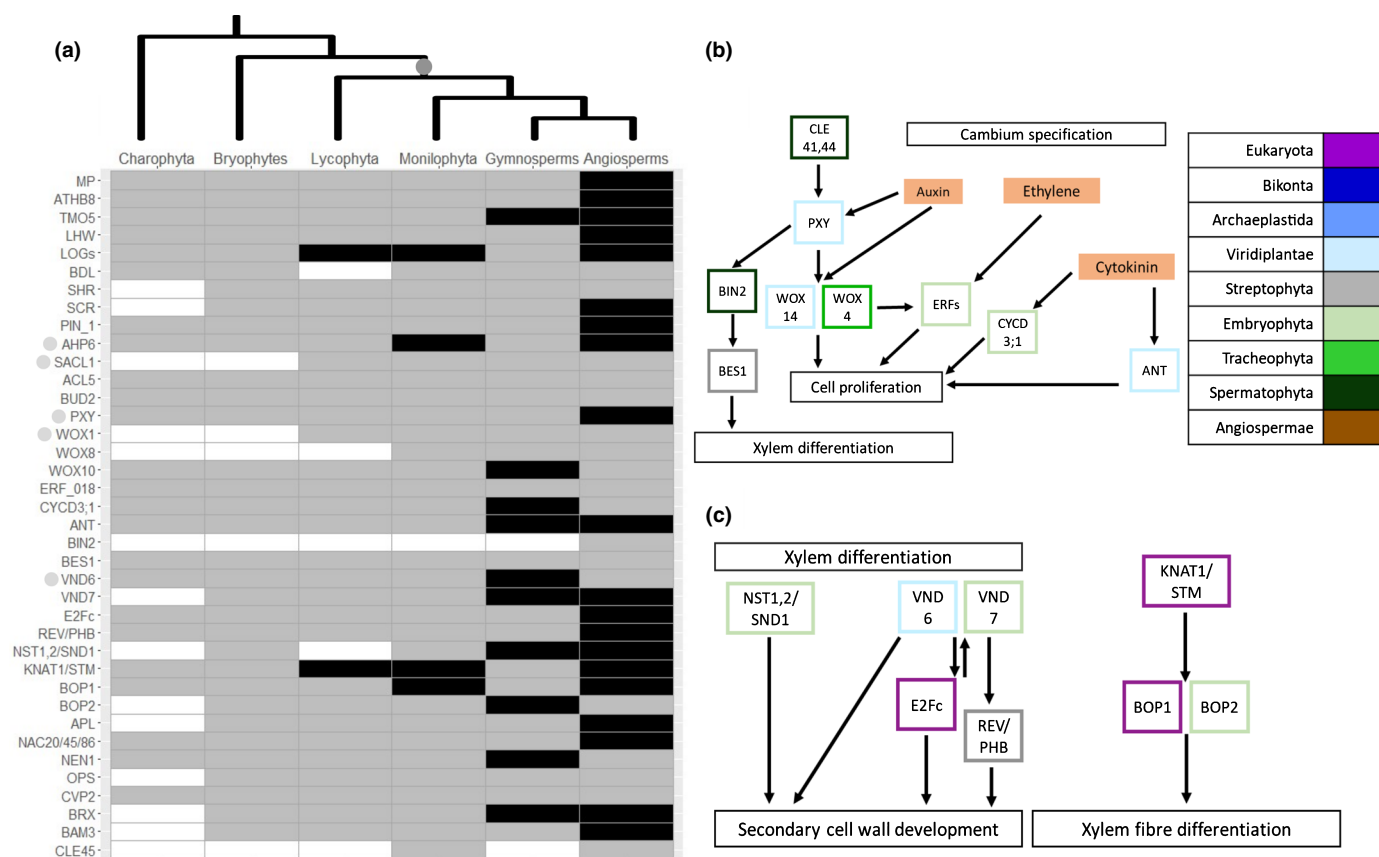 (a)
Charophyta Bryophytes Lycophyta Monilophyta Gymnosperms Angiosperms
MP
ATHB8
TMO5
LHW
LOGs
BDL
SHR
SCR
PIN_1
AHP6
SACL1
ACL5
BUD2
PXY
WOX1
WOX8
WOX10
ERF_018
CYCD3;1
ANT
BIN2
BES1
VND6
VND7
E2Fc
REV/PHB
NST1,2/SND1
KNAT1/STM
BOP1
BOP2
APL
NAC20/45/86
NEN1
OPS
CVP2
BRX
BAM3
CLE45
(b)
CLE
41,44
Cambium specification
Auxin
Ethylene
PXY
Cytokinin
BIN2
WOX
14
WOX
4
ERFs
CYCD
3;1
BES1
Cell proliferation
ANT
Xylem differentiation
Eukaryota
Bikonta
Archaeplastida
Viridiplantae
Streptophyta
Embryophyta
Tracheophyta
Spermatophyta
Angiospermae
(c)
Xylem differentiation
NST1,2/
SND1
VND
6
VND
7
E2Fc
REV/
PHB
Secondary cell wall development
KNAT1/
STM
BOP1
BOP2
Xylem fibre differentiation